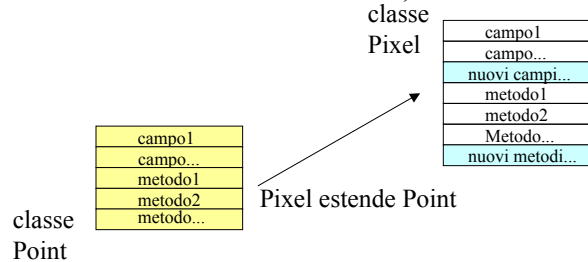 classe
Pixel
campo1
campo...
nuovi campi...
metodo1
metodo2
Metodo...
nuovi metodi...
campo1
campo...
metodo1
metodo2
metodo...
Pixel estende Point
classe
Point